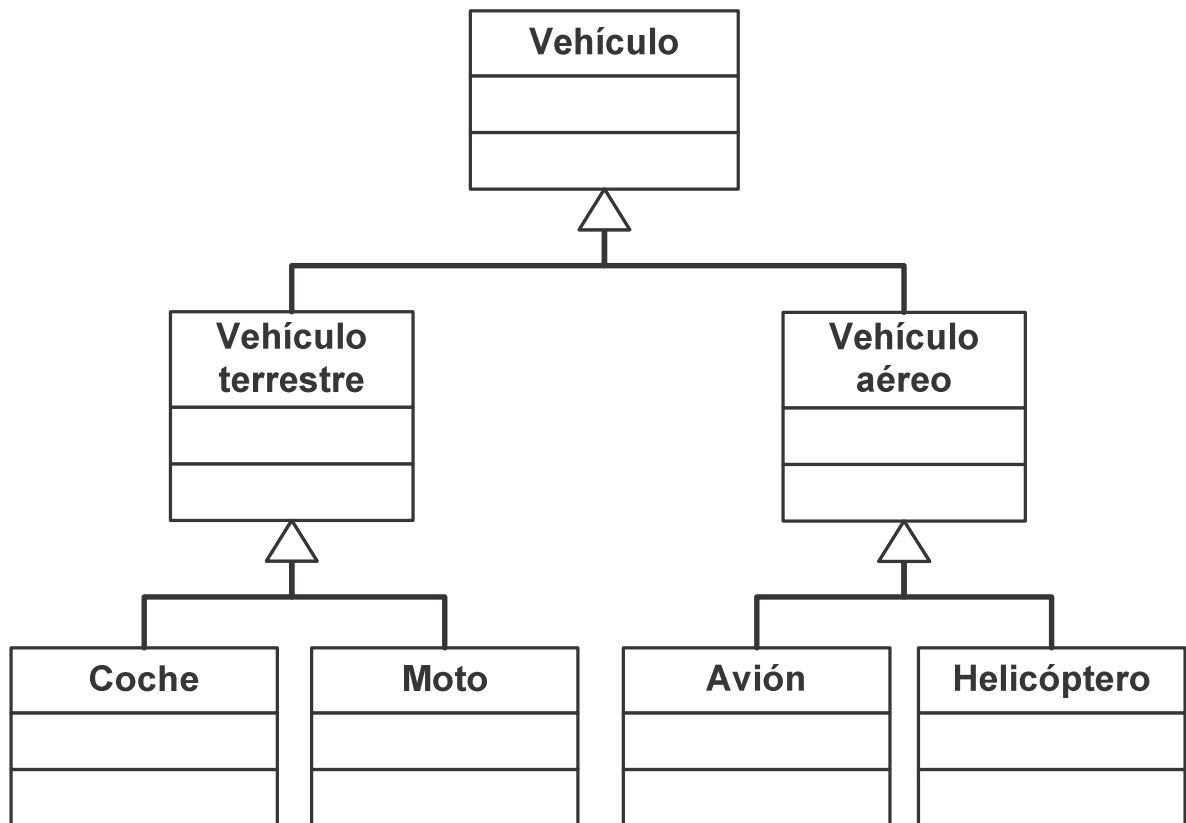 Vehículo
Vehículo
terrestre
Vehículo
aéreo
Coche
Moto
Avión
Helicóptero